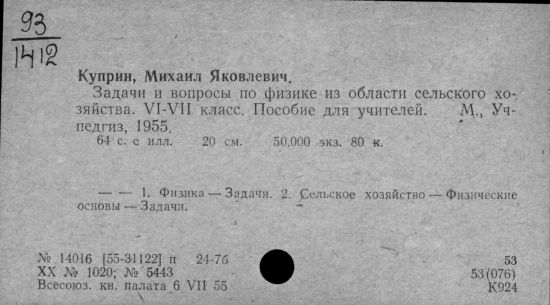 93
1412
Куприн, Михаил Яковлевич.
Задачи и вопросы по физике из области сельского хо-
зяйства. VI-VII класс. Пособие для учителей. М., Уч-
педгиз, 1955.
64 с. с илл. 20 см. 50.000 экз. 80 к.
— — 1. Физика — Задачи. 2. Сельское хозяйство — Физические
основы — Задачи.
№ 14016 [55-31122] п 24-7б 53
XX № 1020; № 5443 53(076)
Всесоюз. кн. палата 6 VII 55 К924